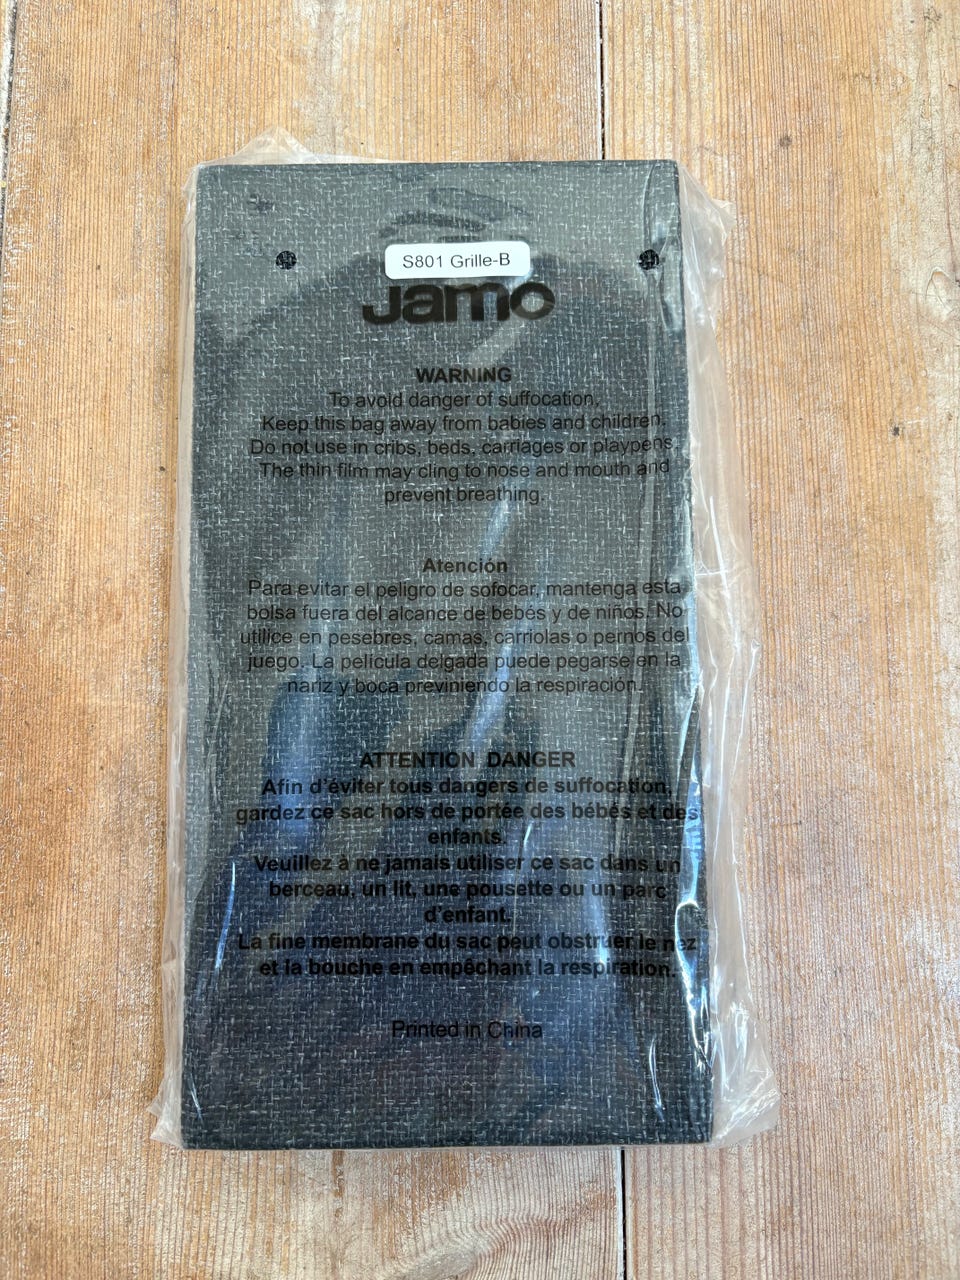 S801 Grille-B
Jamo
WARNING
To avoid danger of suffocation,
Keep this bag away from babies and children.
Do not use in cribs, beds, carriages or playpens.
The thin film may cling to nose and mouth and
prevent breathing.
Atención
Para evitar el peligro de sofocar, mantenga esta
bolsa fuera del alcance de bebés y de niños. No
utilice en pesebres, camas, carriolas o pernos del
juego. La película delgada puede pegarse en la
nariz y boca previniendo la respiración.
ATTENTION DANGER
Afin d'éviter tous dangers de suffocation,
gardez ce sac hors de portée des bébés et des
enfants.
Veuillez à ne jamais utiliser ce sac dans un
berceau, un lit, une pousette ou un parc
d'enfant.
La fine membrane du sac peut obstruer le nez
et la bouche en empêchant la respiration.
Printed in China